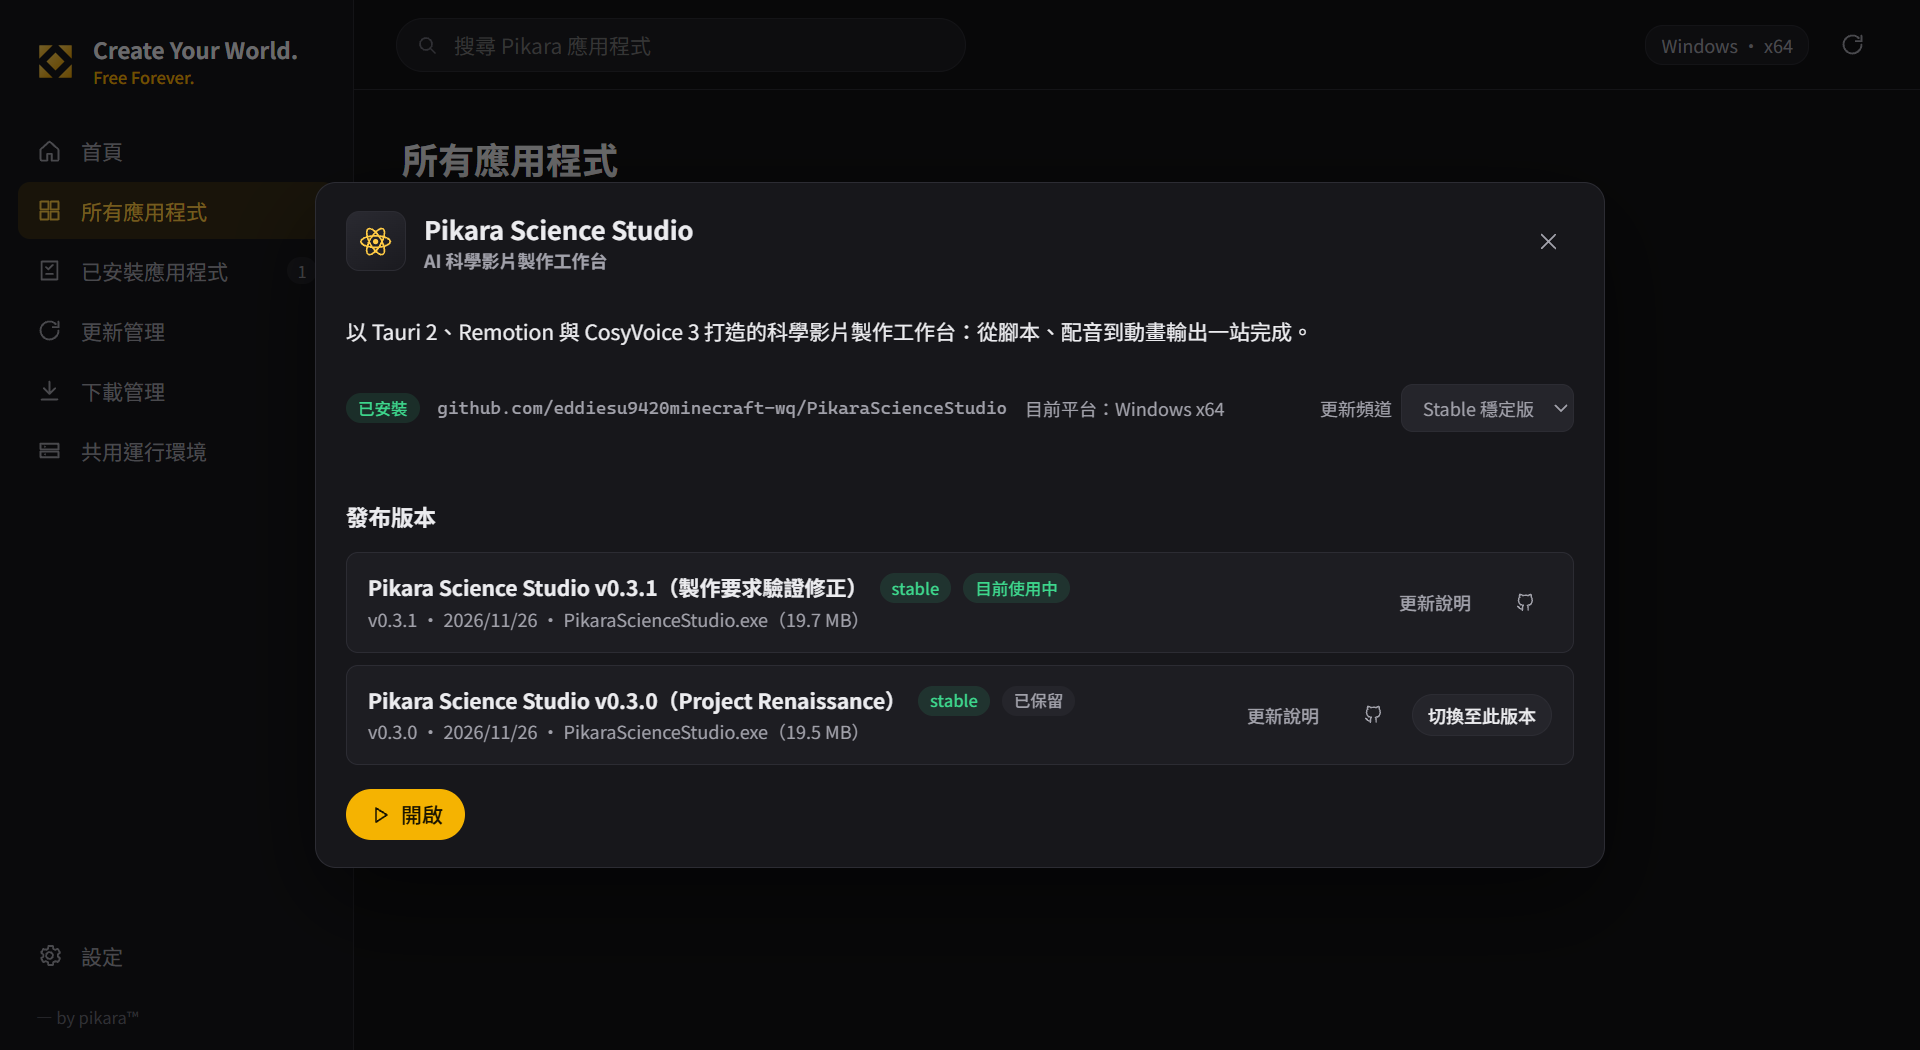 Create Your World.
Free Forever.
搜尋 Pikara 應用程式
Windows • x64
首頁
所有應用程式
已安裝應用程式
1
更新管理
下載管理
共用運行環境
設定
— by pikara™
所有應用程式
Pikara Science Studio
AI 科學影片製作工作台
以 Tauri 2、Remotion 與 CosyVoice 3 打造的科學影片製作工作台：從腳本、配音到動畫輸出一站完成。
已安裝 github.com/eddiesu9420minecraft-wq/PikaraScienceStudio 目前平台：Windows x64 更新頻道 Stable 穩定版
發布版本
Pikara Science Studio v0.3.1（製作要求驗證修正） stable 目前使用中
v0.3.1 • 2026/11/26 • PikaraScienceStudio.exe（19.7 MB）
更新說明
Pikara Science Studio v0.3.0（Project Renaissance） stable 已保留
v0.3.0 • 2026/11/26 • PikaraScienceStudio.exe（19.5 MB）
更新說明 切換至此版本
開啟